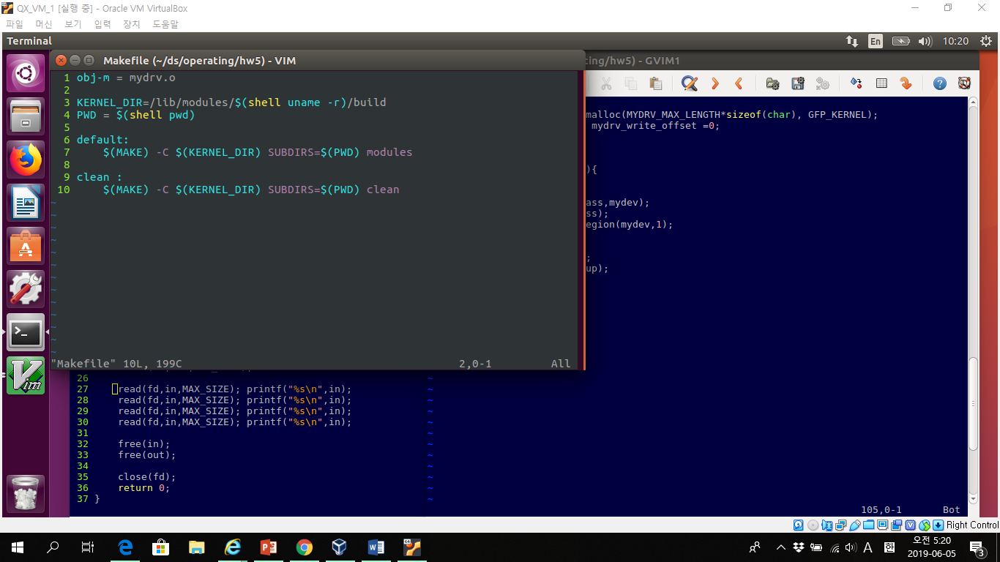 QX_VM_1 [실행 중] - Oracle VM VirtualBox
파일 머신 보기 입력 장치 도움말
Terminal En 10:20
Makefile (~/ds/operating/hw5) - VIM
ing/hw5) - GVIM1
1 obj-m = mydrv.o
2
3 KERNEL_DIR=/lib/modules/$(shell uname -r)/build
4 PWD = $(shell pwd)
5
6 default:
7 $(MAKE) -C $(KERNEL_DIR) SUBDIRS=$(PWD) modules
8
9 clean :
10 $(MAKE) -C $(KERNEL_DIR) SUBDIRS=$(PWD) clean
~
~
~
~
~
~
~
~
~
~
~
~
~
"Makefile" 10L, 199C 2,0-1 All
malloc(MYDRV_MAX_LENGTH*sizeof(char), GFP_KERNEL);
mydrv_write_offset =0;
){
ass,mydev);
ss);
egion(mydev,1);
;
up);
26 ~
27 read(fd,in,MAX_SIZE); printf("%s\n",in); ~
28 read(fd,in,MAX_SIZE); printf("%s\n",in); ~
29 read(fd,in,MAX_SIZE); printf("%s\n",in); ~
30 read(fd,in,MAX_SIZE); printf("%s\n",in); ~
31 ~
32 free(in); ~
33 free(out); ~
34 ~
35 close(fd); ~
36 return 0; ~
37 } ~
105,0-1 Bot
Right Control
A 한 오전 5:20
2019-06-05
3